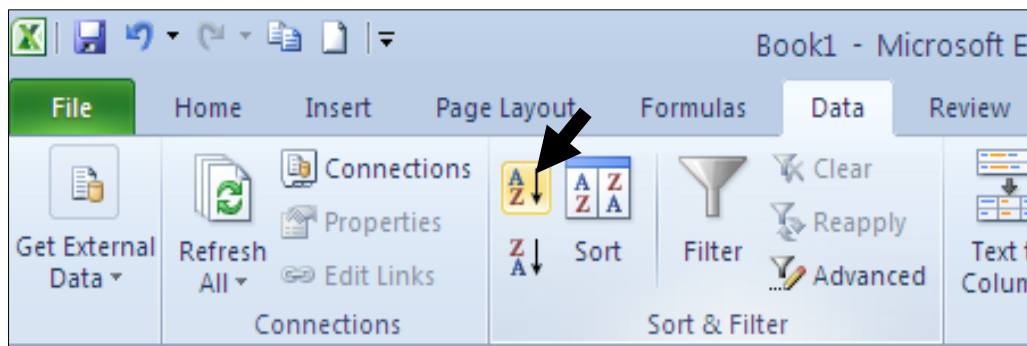 Book1 - Microsoft E
File Home Insert Page Layout Formulas Data Review
Get External Data
Refresh All
Connections
Properties
Edit Links
Connections
A Z
Z A
A Z Z A
Sort
Filter
Clear
Reapply
Advanced
Sort & Filter
Text t
Colum